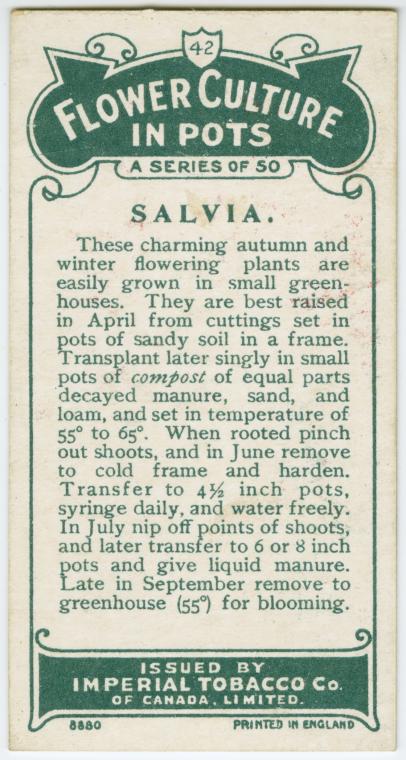 42
FLOWER CULTURE
IN POTS
A SERIES OF 50
SALVIA.
These charming autumn and
winter flowering plants are
easily grown in small green-
houses. They are best raised
in April from cuttings set in
pots of sandy soil in a frame.
Transplant later singly in small
pots of compost of equal parts
decayed manure, sand, and
loam, and set in temperature of
55° to 65°. When rooted pinch
out shoots, and in June remove
to cold frame and harden.
Transfer to 4½ inch pots,
syringe daily, and water freely.
In July nip off points of shoots,
and later transfer to 6 or 8 inch
pots and give liquid manure.
Late in September remove to
greenhouse (55°) for blooming.
ISSUED BY
IMPERIAL TOBACCO Co.
OF CANADA, LIMITED.
8880 PRINTED IN ENGLAND